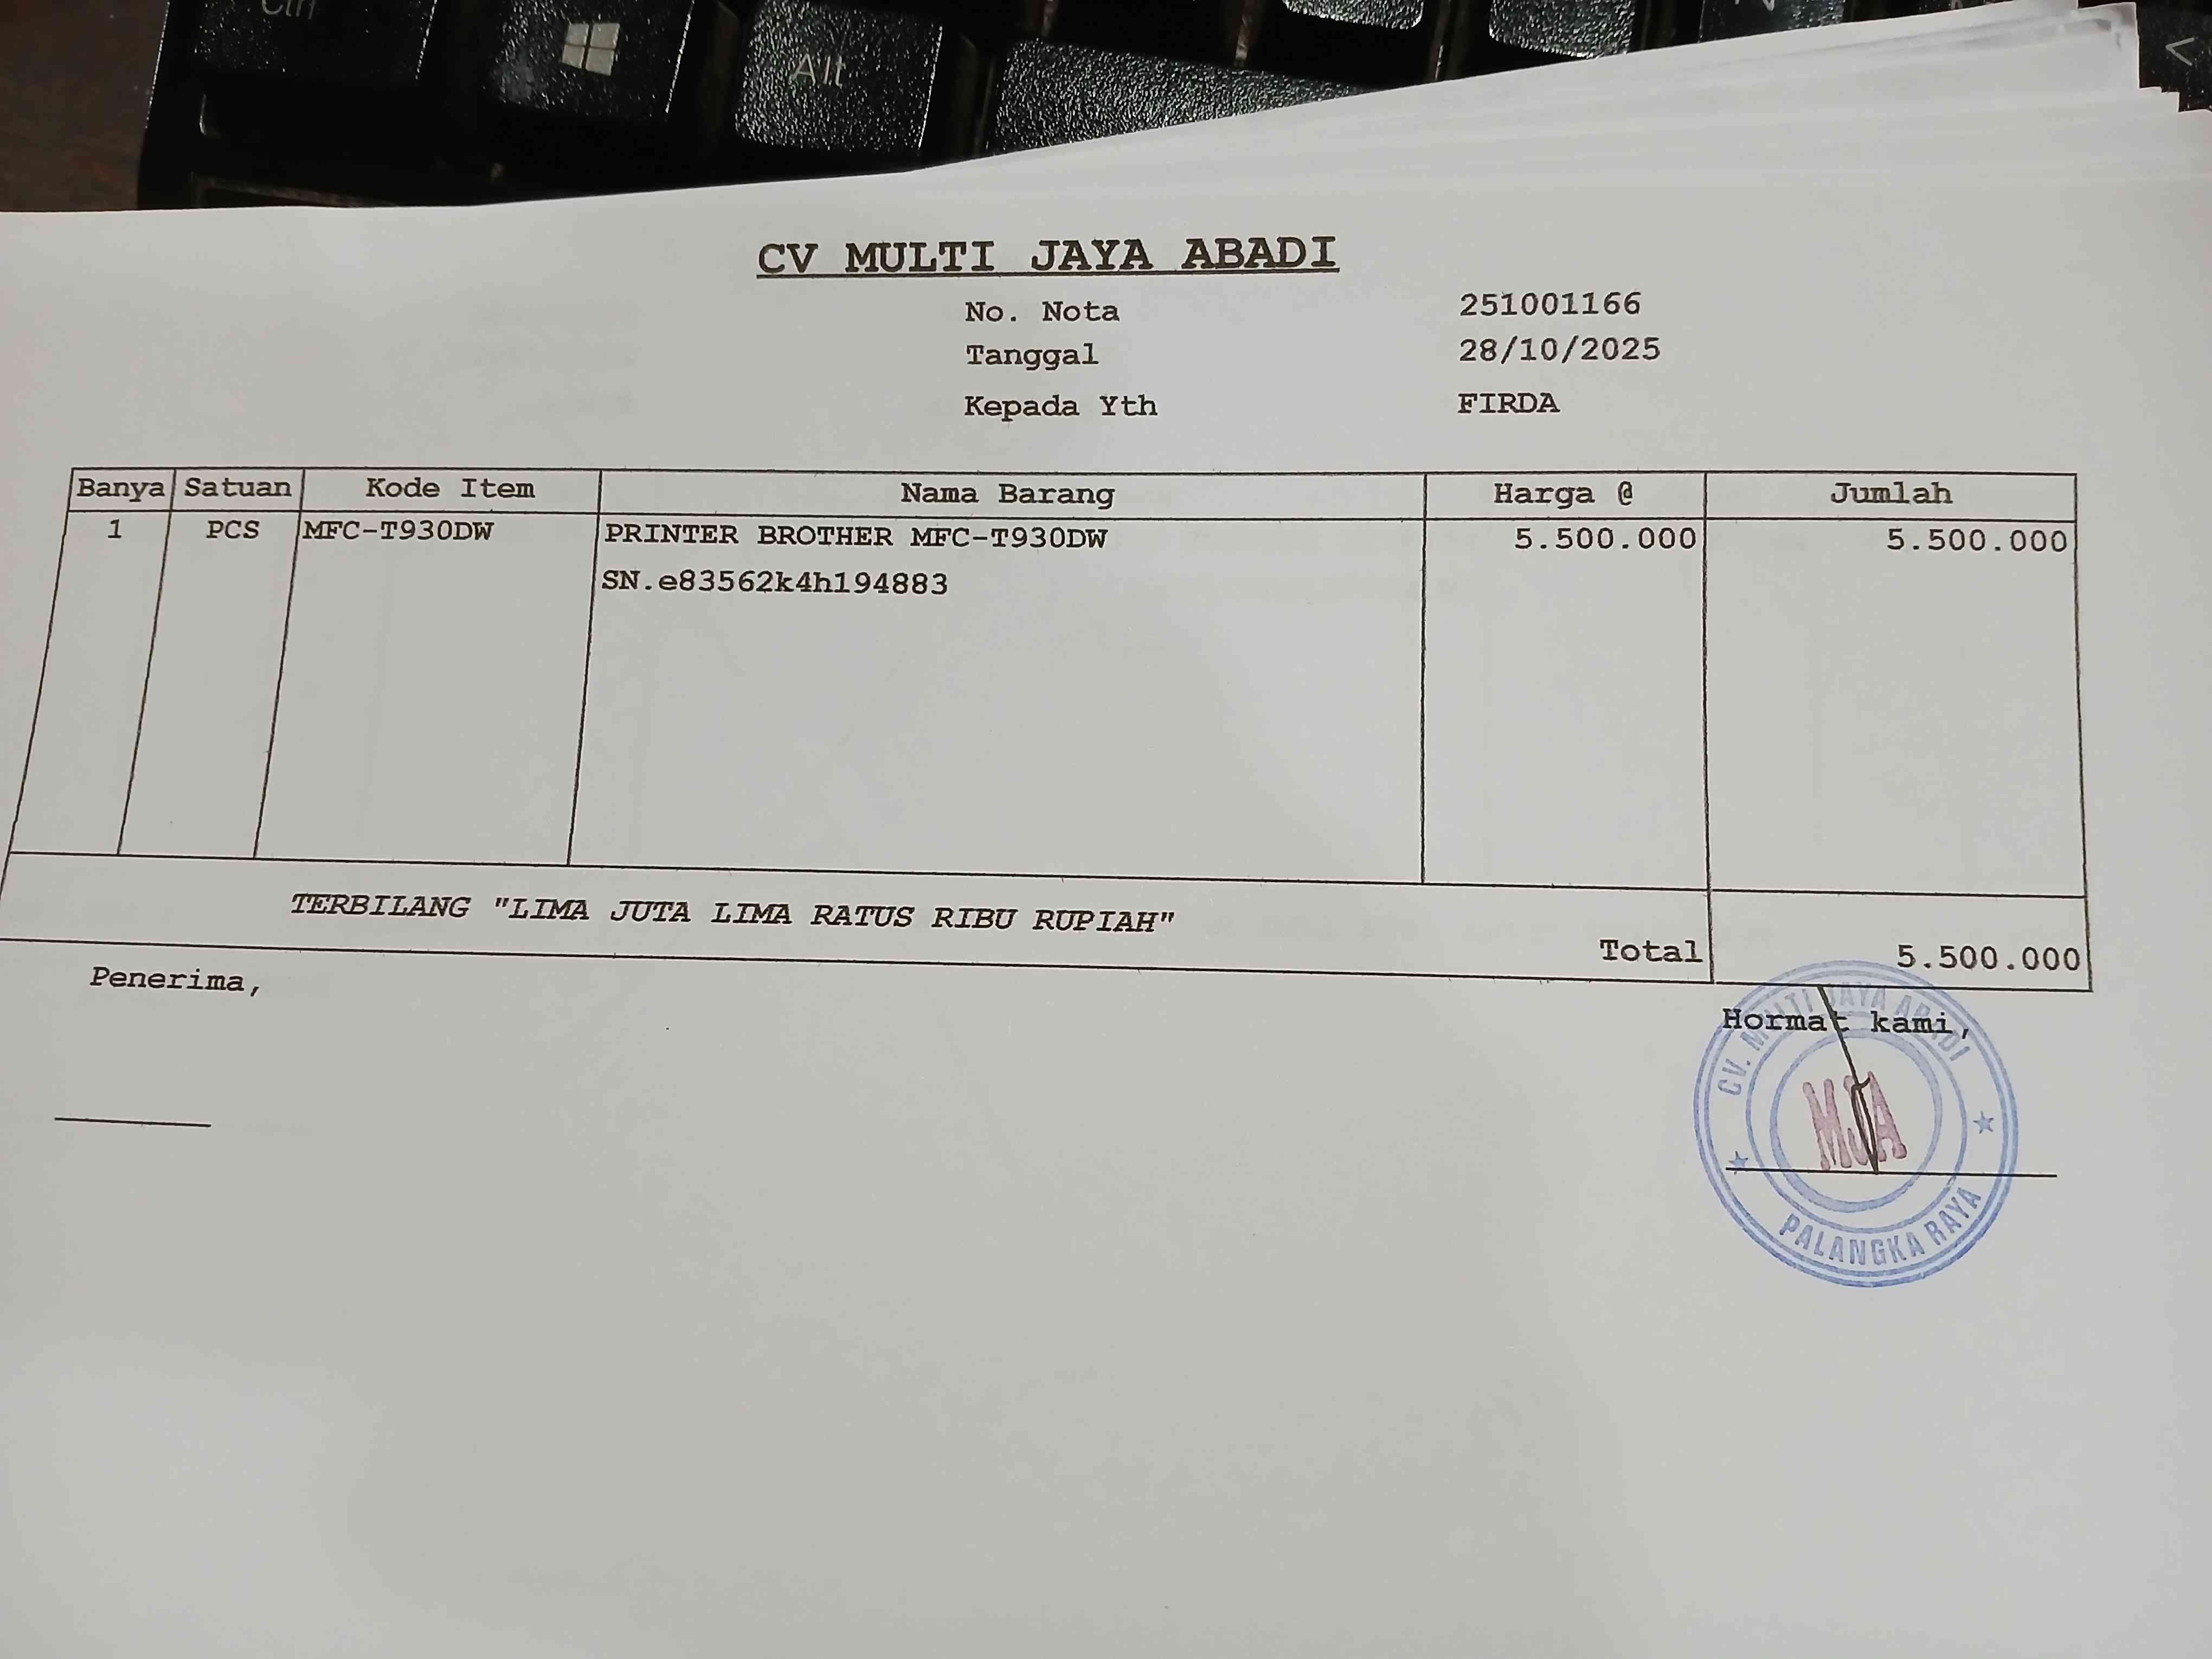 Ctrl
Alt
<
CV MULTI JAYA ABADI
No. Nota 251001166
Tanggal 28/10/2025
Kepada Yth FIRDA
Banya Satuan Kode Item Nama Barang Harga @ Jumlah
1 PCS MFC-T930DW PRINTER BROTHER MFC-T930DW 5.500.000 5.500.000
SN.e83562k4h194883
TERBILANG "LIMA JUTA LIMA RATUS RIBU RUPIAH"
Total 5.500.000
Penerima,
Hormat kami,
CV. MULTI JAYA ABADI
MJA
PALANGKA RAYA